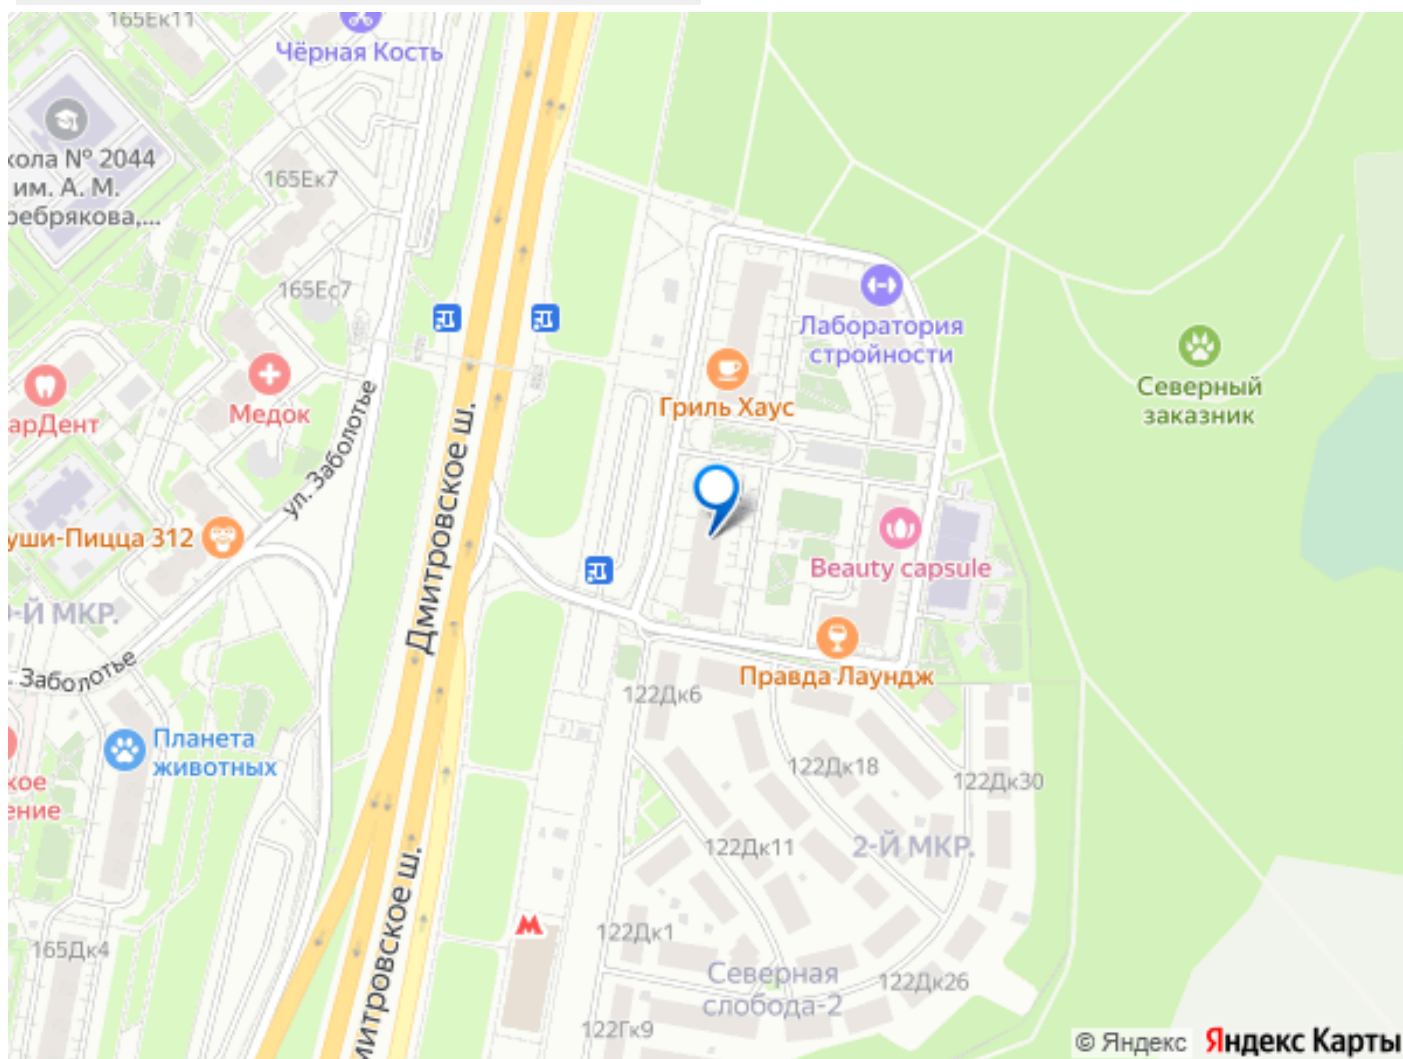 165Ек11
Чёрная Кость
кола № 2044
им. А. М.
ребрякова,...
165Ек7
165Ес7
Лаборатория
стройности
Северный
заказник
Гриль Хаус
арДент
Медок
ул. Заболотье
Дмитровское ш.
уши-Пицца 312
Beauty capsule
-Й МКР.
Заболотье
Правда Лаундж
122Дк6
Планета
животных
122Дк18
122Дк30
кое
ение
122Дк11
2-Й МКР.
митровское ш.
М
122Дк1
165Дк4
Северная
слобода-2
122Дк26
122Гк9
© Яндекс Яндекс Карты